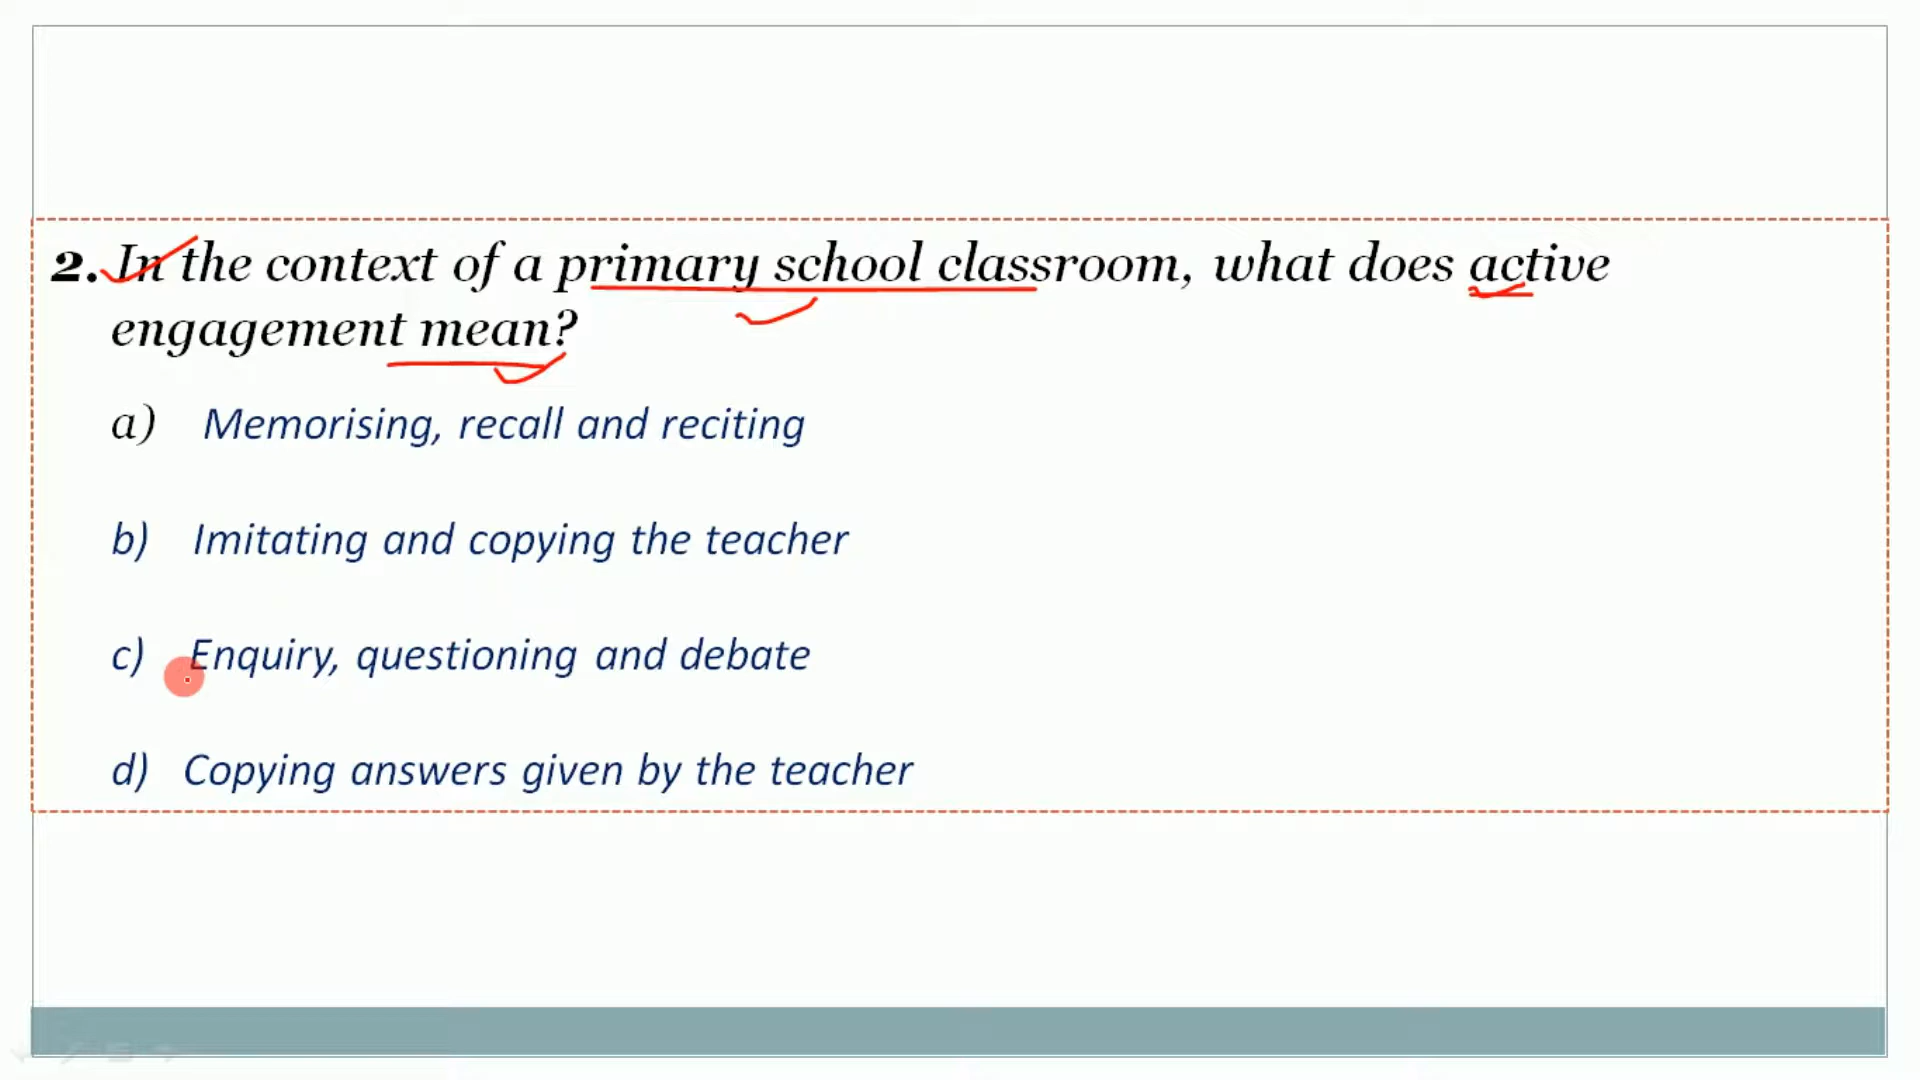 2. In the context of a primary school classroom, what does active
engagement mean?
a) Memorising, recall and reciting
b) Imitating and copying the teacher
c) Enquiry, questioning and debate
d) Copying answers given by the teacher